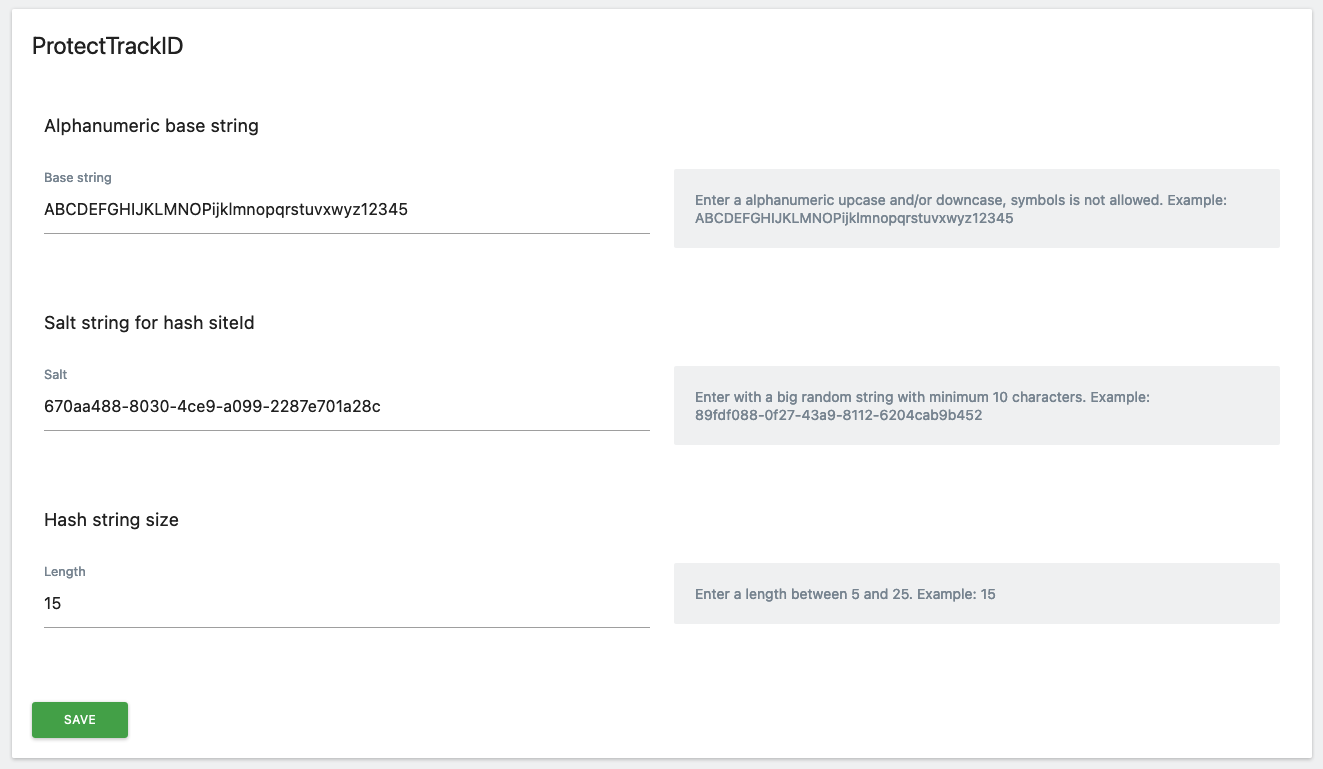 ProtectTrackID
Alphanumeric base string
Base string
ABCDEFGHIJKLMNOPijklmnopqrstuvxwyz12345
Enter a alphanumeric upcase and/or downcase, symbols is not allowed. Example:
ABCDEFGHIJKLMNOPijklmnopqrstuvxwyz12345
Salt string for hash siteId
Salt
670aa488-8030-4ce9-a099-2287e701a28c
Enter with a big random string with minimum 10 characters. Example:
89fdf088-0f27-43a9-8112-6204cab9b452
Hash string size
Length
15
Enter a length between 5 and 25. Example: 15
SAVE